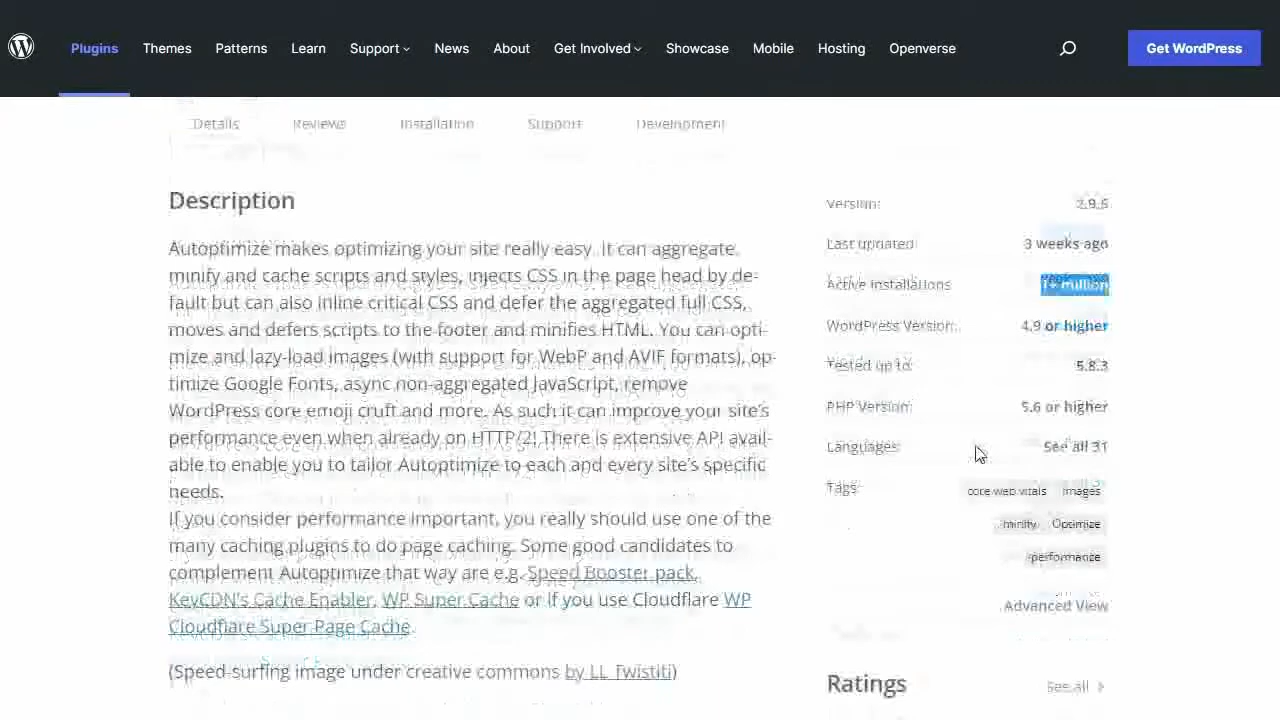 Plugins Themes Patterns Learn Support News About Get Involved Showcase Mobile Hosting Openverse Get WordPress
Details Reviews Installation Support Development
Description
Autoptimize makes optimizing your site really easy. It can aggregate,
minify and cache scripts and styles, injects CSS in the page head by de-
fault but can also inline critical CSS and defer the aggregated full CSS,
moves and defers scripts to the footer and minifies HTML. You can opti-
mize and lazy-load images (with support for WebP and AVIF formats), op-
timize Google Fonts, async non-aggregated JavaScript, remove
WordPress core emoji cruft and more. As such it can improve your site's
performance even when already on HTTP/2! There is extensive API avail-
able to enable you to tailor Autoptimize to each and every site's specific
needs.
If you consider performance important, you really should use one of the
many caching plugins to do page caching. Some good candidates to
complement Autoptimize that way are e.g. Speed Booster pack,
KeyCDN's Cache Enabler, WP Super Cache or if you use Cloudflare WP
Cloudflare Super Page Cache.
(Speed-surfing image under creative commons by LL Twistiti)
Version: 2.9.5
Last updated: 3 weeks ago
Active Installations: 1+ million
WordPress Version: 4.9 or higher
Tested up to: 5.8.3
PHP Version: 5.6 or higher
Languages: See all 31
Tags: core web vitals images
minify Optimize
performance
Advanced View
Ratings See all